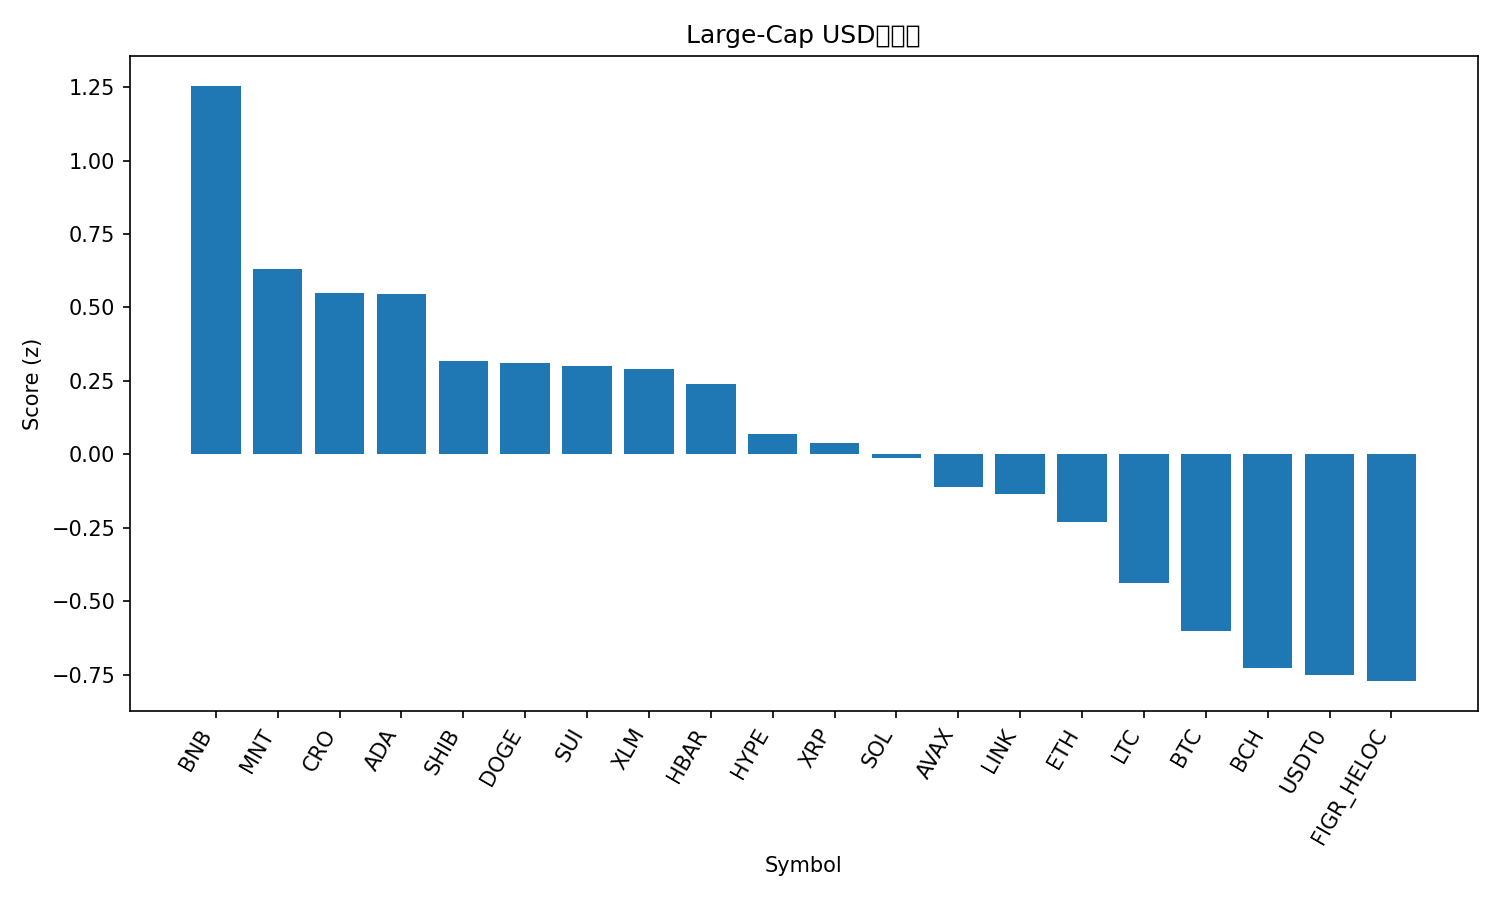 Large-Cap USD
Score (z)
1.25
1.00
0.75
0.50
0.25
0.00
−0.25
−0.50
−0.75
BNB
MNT
CRO
ADA
SHIB
DOGE
SUI
XLM
HBAR
HYPE
XRP
SOL
AVAX
LINK
ETH
LTC
BTC
BCH
USDT0
FIGR_HELOC
Symbol